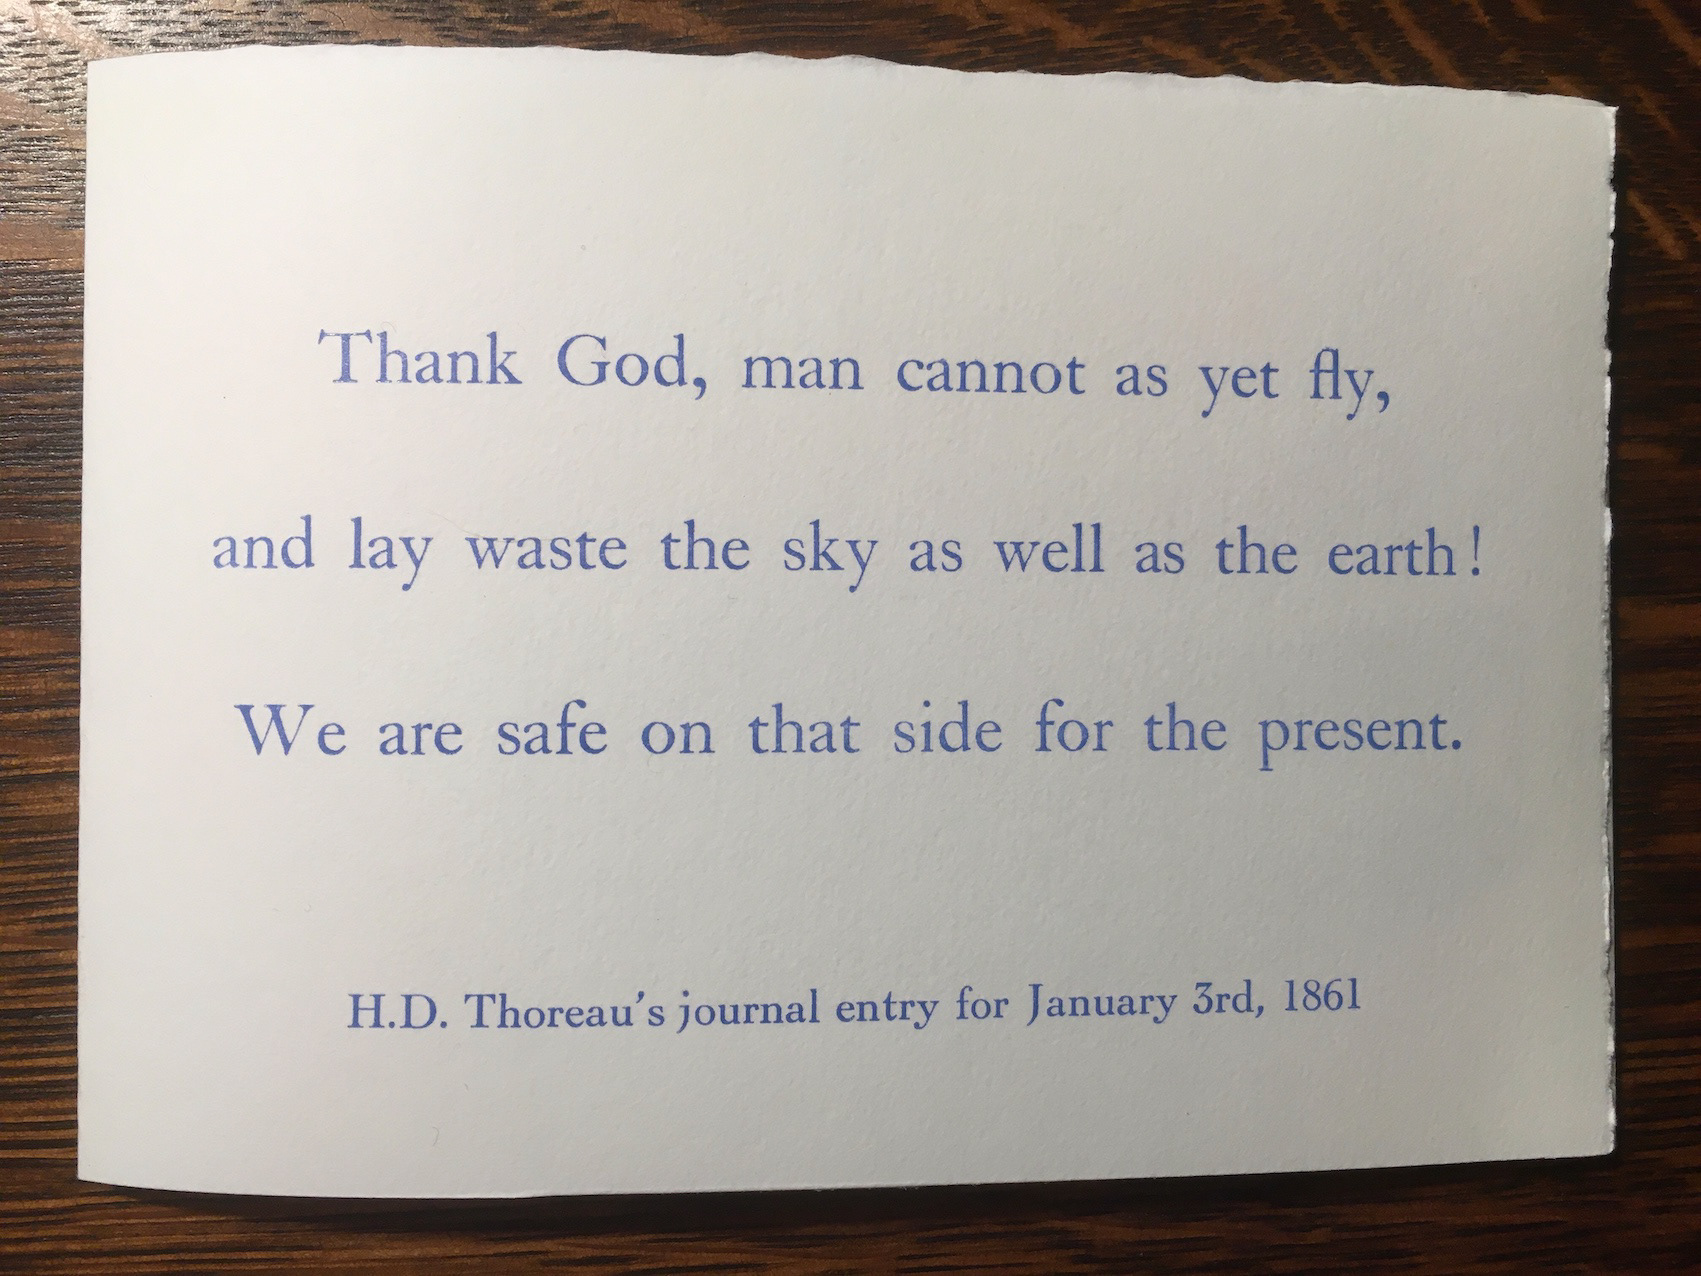 Thank God, man cannot as yet fly,
and lay waste the sky as well as the earth!
We are safe on that side for the present.
H.D. Thoreau's journal entry for January 3rd, 1861